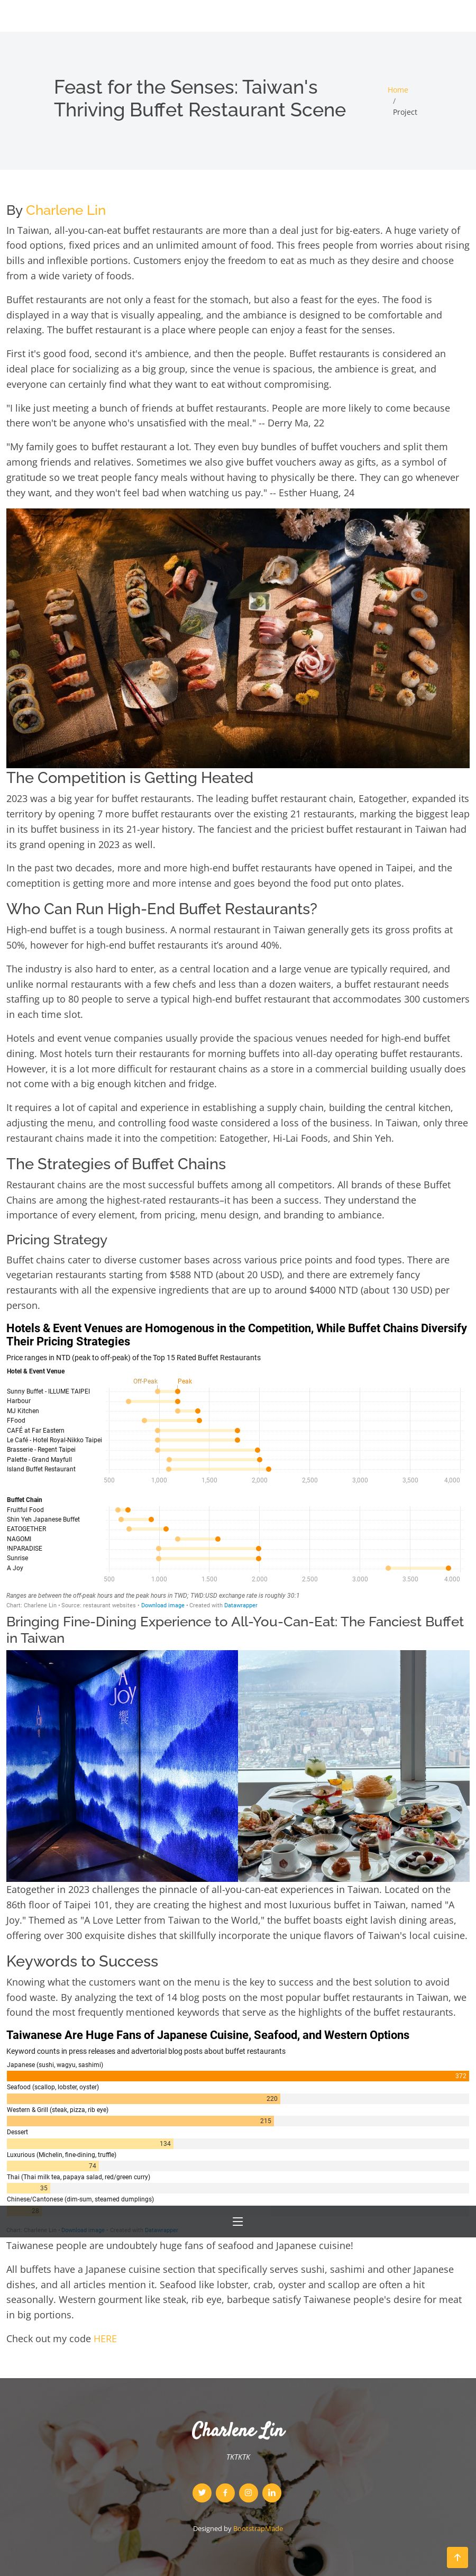 Feast for the Senses: Taiwan's
Thriving Buffet Restaurant Scene
Home
/
Project
By Charlene Lin
In Taiwan, all-you-can-eat buffet restaurants are more than a deal just for big-eaters. A huge variety of
food options, fixed prices and an unlimited amount of food. This frees people from worries about rising
bills and inflexible portions. Customers enjoy the freedom to eat as much as they desire and choose
from a wide variety of foods.
Buffet restaurants are not only a feast for the stomach, but also a feast for the eyes. The food is
displayed in a way that is visually appealing, and the ambiance is designed to be comfortable and
relaxing. The buffet restaurant is a place where people can enjoy a feast for the senses.
First it's good food, second it's ambience, and then the people. Buffet restaurants is considered an
ideal place for socializing as a big group, since the venue is spacious, the ambience is great, and
everyone can certainly find what they want to eat without compromising.
"I like just meeting a bunch of friends at buffet restaurants. People are more likely to come because
there won't be anyone who's unsatisfied with the meal." -- Derry Ma, 22
"My family goes to buffet restaurant a lot. They even buy bundles of buffet vouchers and split them
among friends and relatives. Sometimes we also give buffet vouchers away as gifts, as a symbol of
gratitude so we treat people fancy meals without having to physically be there. They can go whenever
they want, and they won't feel bad when watching us pay." -- Esther Huang, 24
The Competition is Getting Heated
2023 was a big year for buffet restaurants. The leading buffet restaurant chain, Eatogether, expanded its
territory by opening 7 more buffet restaurants over the existing 21 restaurants, marking the biggest leap
in its buffet business in its 21-year history. The fanciest and the priciest buffet restaurant in Taiwan had
its grand opening in 2023 as well.
In the past two decades, more and more high-end buffet restaurants have opened in Taipei, and the
comeptition is getting more and more intense and goes beyond the food put onto plates.
Who Can Run High-End Buffet Restaurants?
High-end buffet is a tough business. A normal restaurant in Taiwan generally gets its gross profits at
50%, however for high-end buffet restaurants it's around 40%.
The industry is also hard to enter, as a central location and a large venue are typically required, and
unlike normal restaurants with a few chefs and less than a dozen waiters, a buffet restaurant needs
staffing up to 80 people to serve a typical high-end buffet restaurant that accommodates 300 customers
in each time slot.
Hotels and event venue companies usually provide the spacious venues needed for high-end buffet
dining. Most hotels turn their restaurants for morning buffets into all-day operating buffet restaurants.
However, it is a lot more difficult for restaurant chains as a store in a commercial building usually does
not come with a big enough kitchen and fridge.
It requires a lot of capital and experience in establishing a supply chain, building the central kitchen,
adjusting the menu, and controlling food waste considered a loss of the business. In Taiwan, only three
restaurant chains made it into the competition: Eatogether, Hi-Lai Foods, and Shin Yeh.
The Strategies of Buffet Chains
Restaurant chains are the most successful buffets among all competitors. All brands of these Buffet
Chains are among the highest-rated restaurants–it has been a success. They understand the
importance of every element, from pricing, menu design, and branding to ambiance.
Pricing Strategy
Buffet chains cater to diverse customer bases across various price points and food types. There are
vegetarian restaurants starting from $588 NTD (about 20 USD), and there are extremely fancy
restaurants with all the expensive ingredients that are up to around $4000 NTD (about 130 USD) per
person.
Hotels & Event Venues are Homogenous in the Competition, While Buffet Chains Diversify
Their Pricing Strategies
Price ranges in NTD (peak to off-peak) of the Top 15 Rated Buffet Restaurants
Hotel & Event Venue
Off-Peak Peak
Sunny Buffet - ILLUME TAIPEI
Harbour
MJ Kitchen
FFood
CAFÉ at Far Eastern
Le Café - Hotel Royal-Nikko Taipei
Brasserie - Regent Taipei
Palette - Grand Mayfull
Island Buffet Restaurant
500 1,000 1,500 2,000 2,500 3,000 3,500 4,000
Buffet Chain
Fruitful Food
Shin Yeh Japanese Buffet
EATOGETHER
NAGOMI
!NPARADISE
Sunrise
A Joy
500 1.000 1.500 2.000 2.500 3.000 3.500 4.000
Ranges are between the off-peak hours and the peak hours in TWD; TWD:USD exchange rate is roughly 30:1
Chart: Charlene Lin • Source: restaurant websites • Download image • Created with Datawrapper
Bringing Fine-Dining Experience to All-You-Can-Eat: The Fanciest Buffet
in Taiwan
A
JOY
饗
Eatogether in 2023 challenges the pinnacle of all-you-can-eat experiences in Taiwan. Located on the
86th floor of Taipei 101, they are creating the highest and most luxurious buffet in Taiwan, named "A
Joy." Themed as "A Love Letter from Taiwan to the World," the buffet boasts eight lavish dining areas,
offering over 300 exquisite dishes that skillfully incorporate the unique flavors of Taiwan's local cuisine.
Keywords to Success
Knowing what the customers want on the menu is the key to success and the best solution to avoid
food waste. By analyzing the text of 14 blog posts on the most popular buffet restaurants in Taiwan, we
found the most frequently mentioned keywords that serve as the highlights of the buffet restaurants.
Taiwanese Are Huge Fans of Japanese Cuisine, Seafood, and Western Options
Keyword counts in press releases and advertorial blog posts about buffet restaurants
Japanese (sushi, wagyu, sashimi)
372
Seafood (scallop, lobster, oyster)
220
Western & Grill (steak, pizza, rib eye)
215
Dessert
134
Luxurious (Michelin, fine-dining, truffle)
74
Thai (Thai milk tea, papaya salad, red/green curry)
35
Chinese/Cantonese (dim-sum, steamed dumplings)
28
Chart: Charlene Lin • Download image • Created with Datawrapper
Taiwanese people are undoubtely huge fans of seafood and Japanese cuisine!
All buffets have a Japanese cuisine section that specifically serves sushi, sashimi and other Japanese
dishes, and all articles mention it. Seafood like lobster, crab, oyster and scallop are often a hit
seasonally. Western gourmet like steak, rib eye, barbeque satisfy Taiwanese people's desire for meat
in big portions.
Check out my code HERE
Charlene Lin
TKTKTK
Designed by BootstrapMade